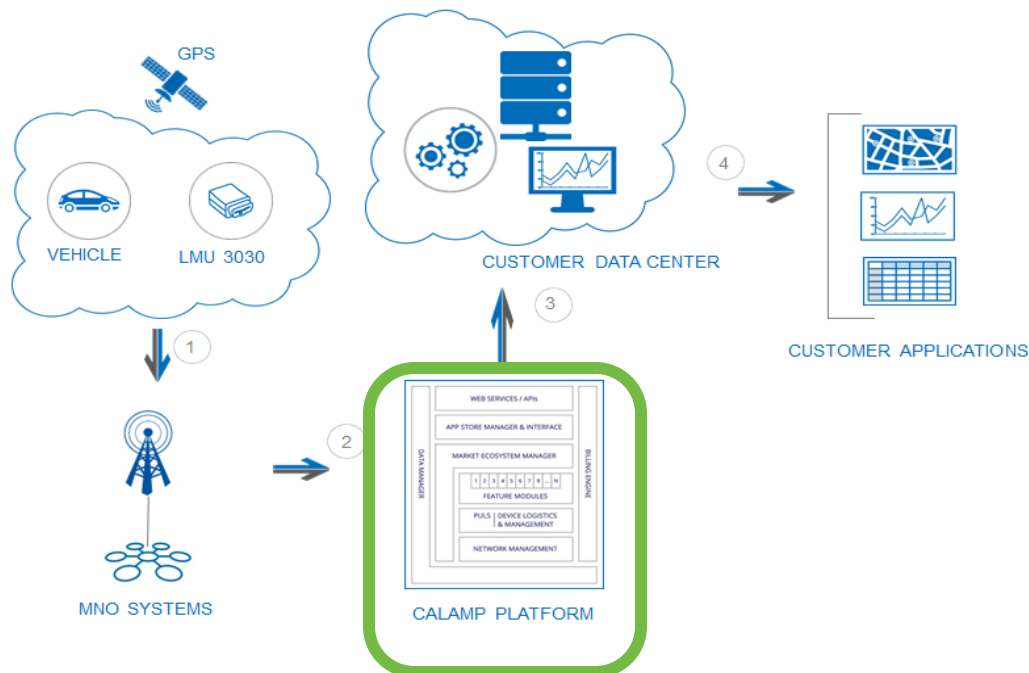 GPS
VEHICLE
LMU 3030
1
MNO SYSTEMS
2
WEB SERVICES / APIs
APP STORE MANAGER & INTERFACE
DATA MANAGER
MARKET ECOSYSTEM MANAGER
BILLING ENGINE
1 2 3 4 5 6 7 8 ... N
FEATURE MODULES
PULS | DEVICE LOGISTICS
& MANAGEMENT
NETWORK MANAGEMENT
CALAMP PLATFORM
3
CUSTOMER DATA CENTER
4
CUSTOMER APPLICATIONS